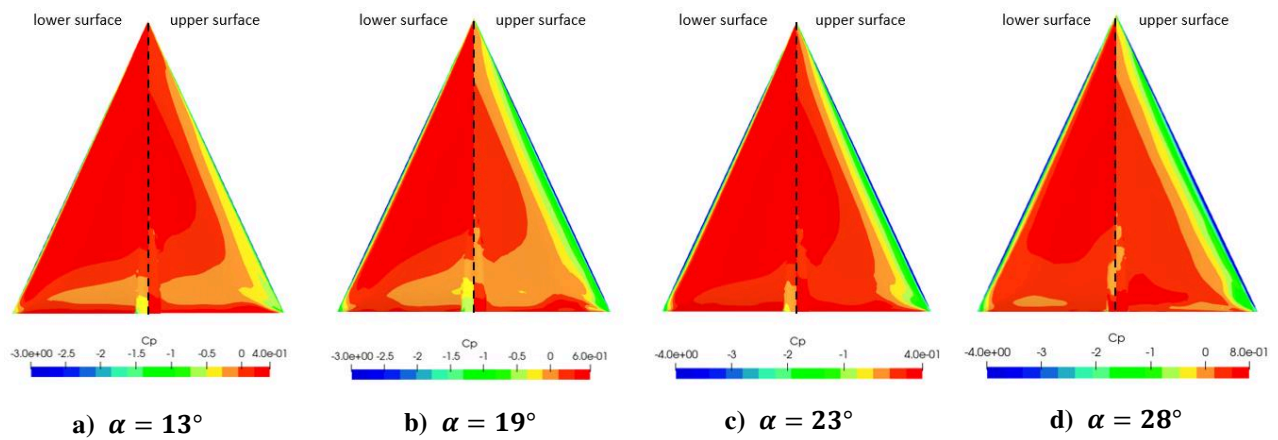 lower surface upper surface
lower surface upper surface
lower surface upper surface
lower surface upper surface
Cp
-3.0e+00 -2.5 -2 -1.5 -1 -0.5 0 4.0e-01
Cp
-3.0e+00 -2.5 -2 -1.5 -1 -0.5 0 6.0e-01
Cp
-4.0e+00 -3 -2 -1 4.0e-01
Cp
-4.0e+00 -3 -2 -1 0 8.0e-01
a) α = 13°
b) α = 19°
c) α = 23°
d) α = 28°